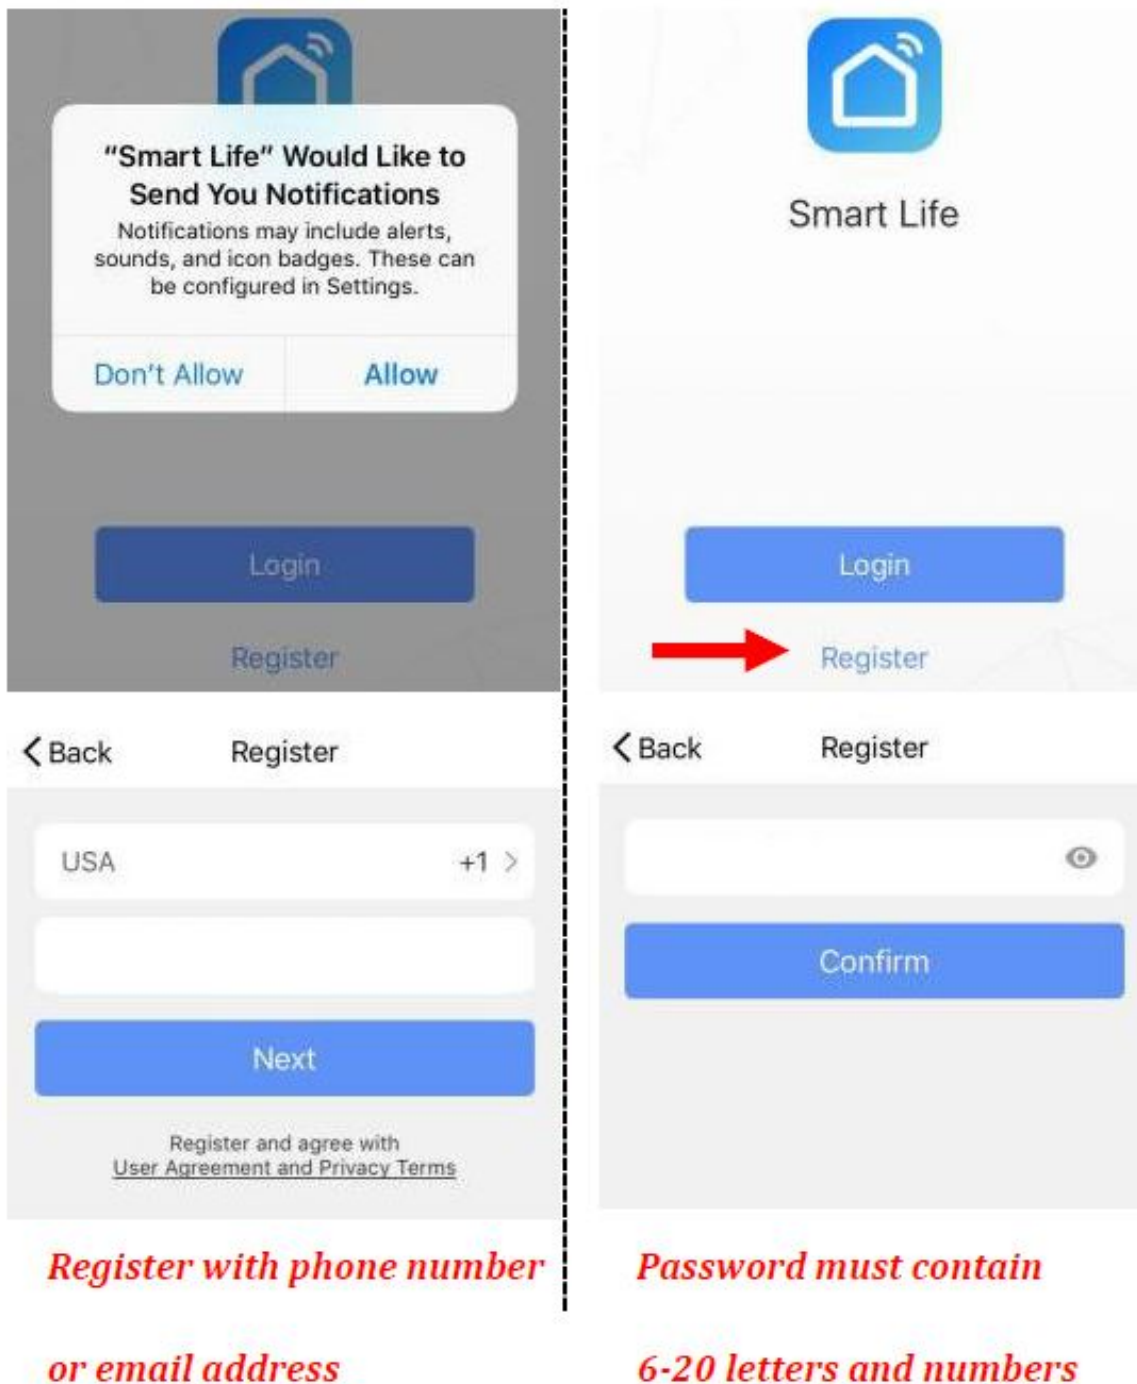 “Smart Life” Would Like to
Send You Notifications
Notifications may include alerts,
sounds, and icon badges. These can
be configured in Settings.
Don't Allow
Allow
Login
Register
Smart Life
Login
Register
Back
Register
USA
+1
Next
Register and agree with
User Agreement and Privacy Terms
Register with phone number
or email address
Back
Register
Confirm
Password must contain
6-20 letters and numbers